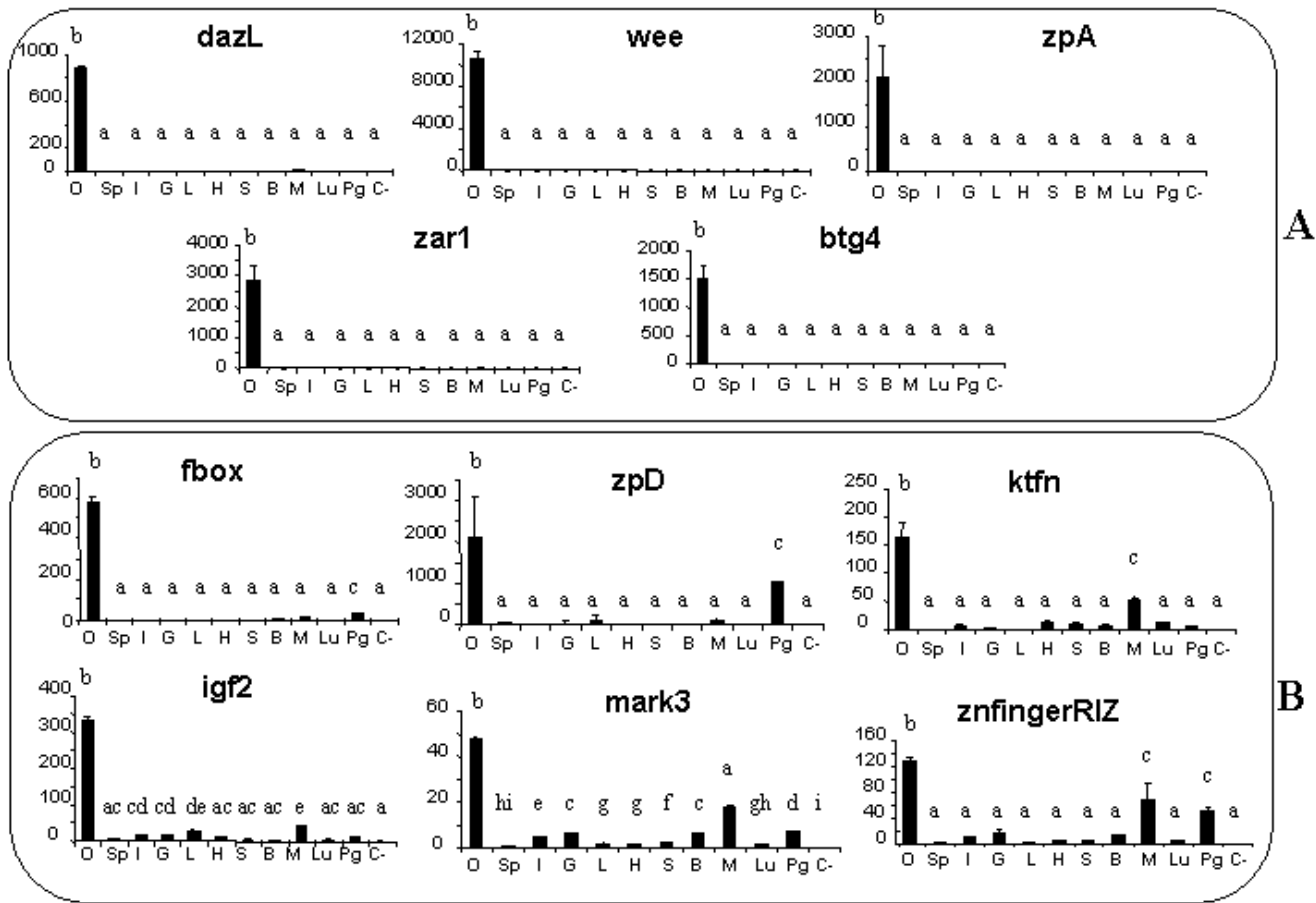 dazL
b
1000
800
600
400
200
0
a a a a a a a a a a a
O Sp I G L H S B M Lu Pg C-
wee
b
12000
8000
4000
0
a a a a a a a a a a a
O Sp I G L H S B M Lu Pg C-
zpA
b
3000
2000
1000
0
a a a a a a a a a a a
O Sp I G L H S B M Lu Pg C-
zar1
b
4000
3000
2000
1000
0
a a a a a a a a a a a
O Sp I G L H S B M Lu Pg C-
btg4
b
2000
1500
1000
500
0
a a a a a a a a a a a
O Sp I G L H S B M Lu Pg C-
A
fbox
b
600
400
200
0
a a a a a a a a a c a
O Sp I G L H S B M Lu Pg C-
zpD
b
3000
2000
1000
0
c
a a a a a a a a a a
O Sp I G L H S B M Lu Pg C-
ktfn
b
250
200
150
100
50
0
c
a a a a a a a a a a
O Sp I G L H S B M Lu Pg C-
igf2
b
400
300
200
100
0
ac cd cd de ac ac ac e ac ac a
O Sp I G L H S B M Lu Pg C-
mark3
b
60
40
20
0
a
hi e c g g f c gh d i
O Sp I G L H S B M Lu Pg C-
znfingerRIZ
b
160
120
80
40
0
c c
a a a a a a a a a
O Sp I G L H S B M Lu Pg C-
B